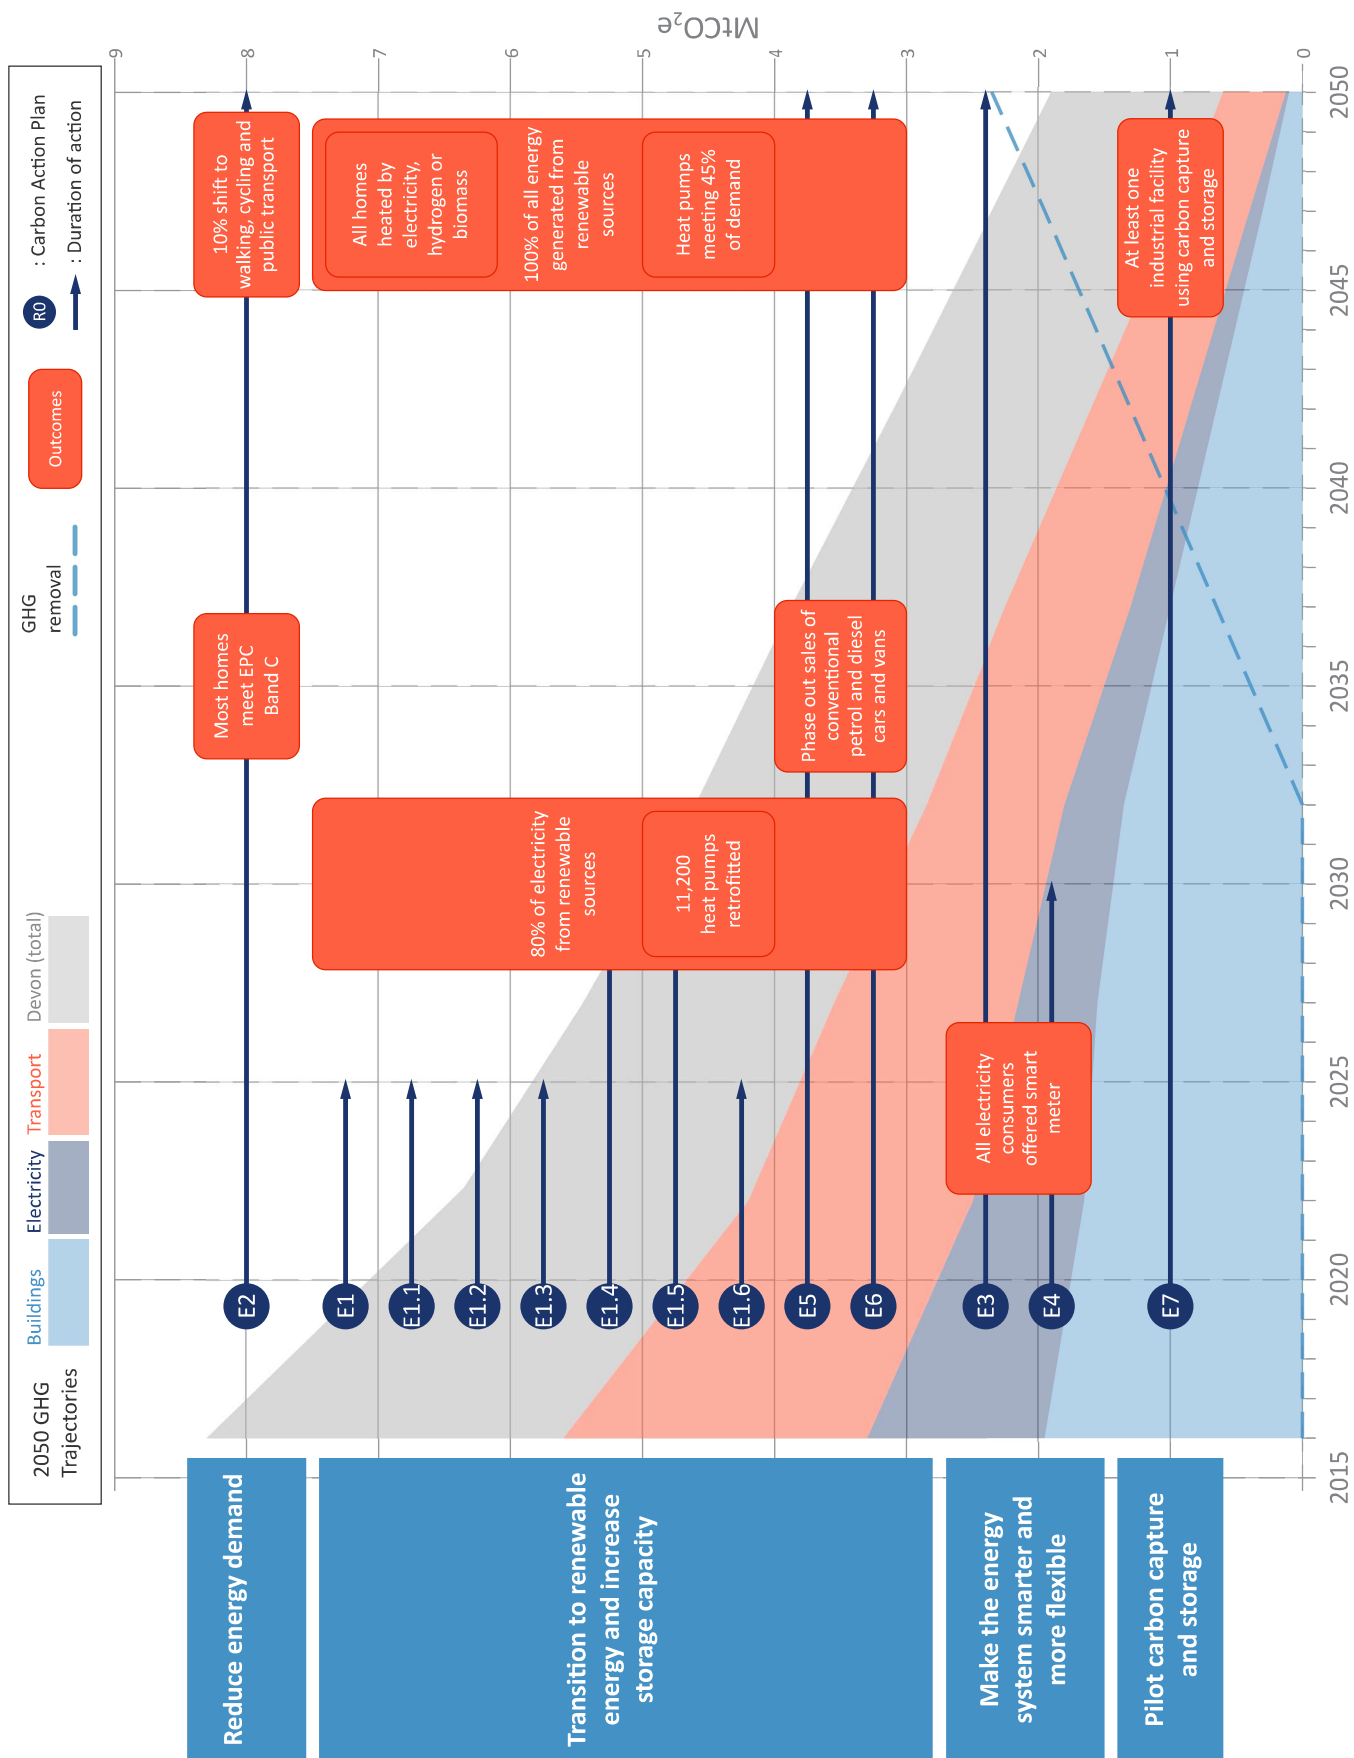 2050 GHG
Trajectories
Buildings
Electricity
Transport
Devon (total)
GHG
removal
Outcomes
R0
: Carbon Action Plan
: Duration of action
Reduce energy demand
Transition to renewable
energy and increase
storage capacity
Make the energy
system smarter and
more flexible
Pilot carbon capture
and storage
E2
E1
E1.1
E1.2
E1.3
E1.4
E1.5
E1.6
E5
E6
E3
E4
E7
Most homes
meet EPC
Band C
10% shift to
walking, cycling and
public transport
80% of electricity
from renewable
sources
11,200
heat pumps
retrofitted
All homes
heated by
electricity,
hydrogen or
biomass
100% of all energy
generated from
renewable
sources
Heat pumps
meeting 45%
of demand
Phase out sales of
conventional
petrol and diesel
cars and vans
All electricity
consumers
offered smart
meter
At least one
industrial facility
using carbon capture
and storage
9
8
7
6
5
4
3
2
1
0
MtCO₂e
2015
2020
2025
2030
2035
2040
2045
2050